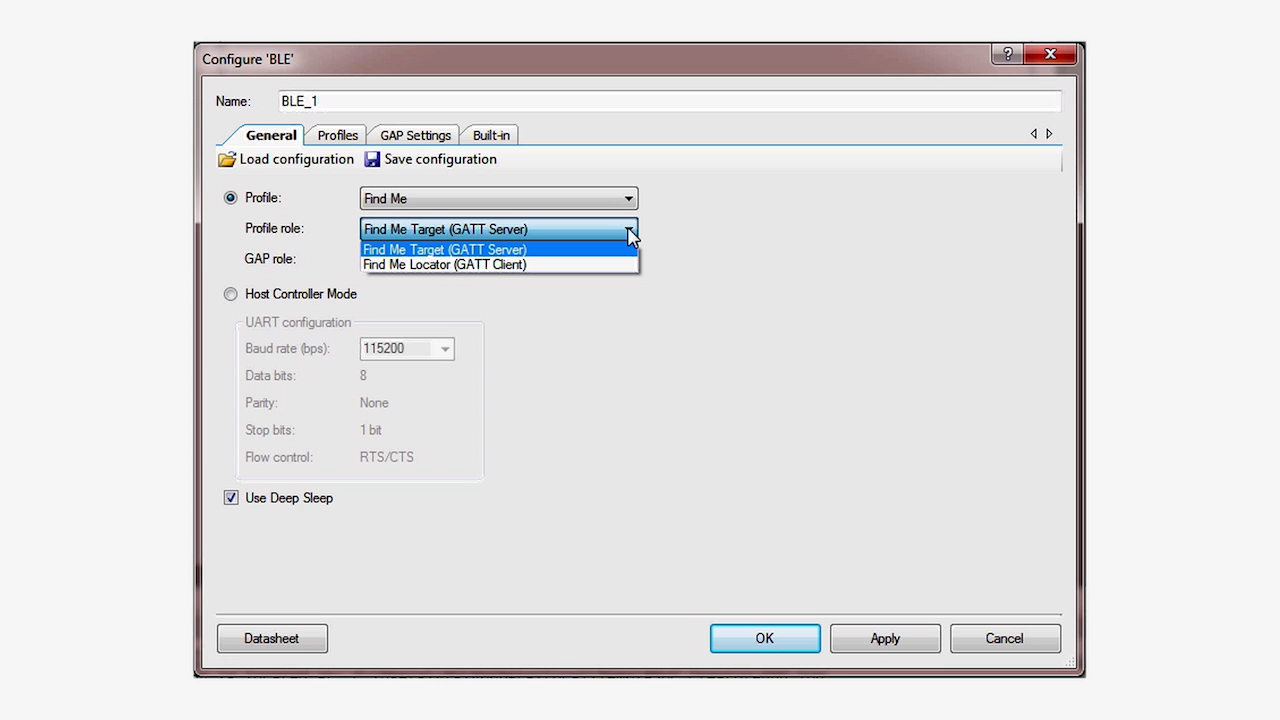 Configure 'BLE'
?
Name: BLE_1
General Profiles GAP Settings Built-in
Load configuration Save configuration
Profile: Find Me
Profile role: Find Me Target (GATT Server)
Find Me Target (GATT Server)
GAP role: Find Me Locator (GATT Client)
Host Controller Mode
UART configuration
Baud rate (bps): 115200
Data bits: 8
Parity: None
Stop bits: 1 bit
Flow control: RTS/CTS
Use Deep Sleep
Datasheet OK Apply Cancel